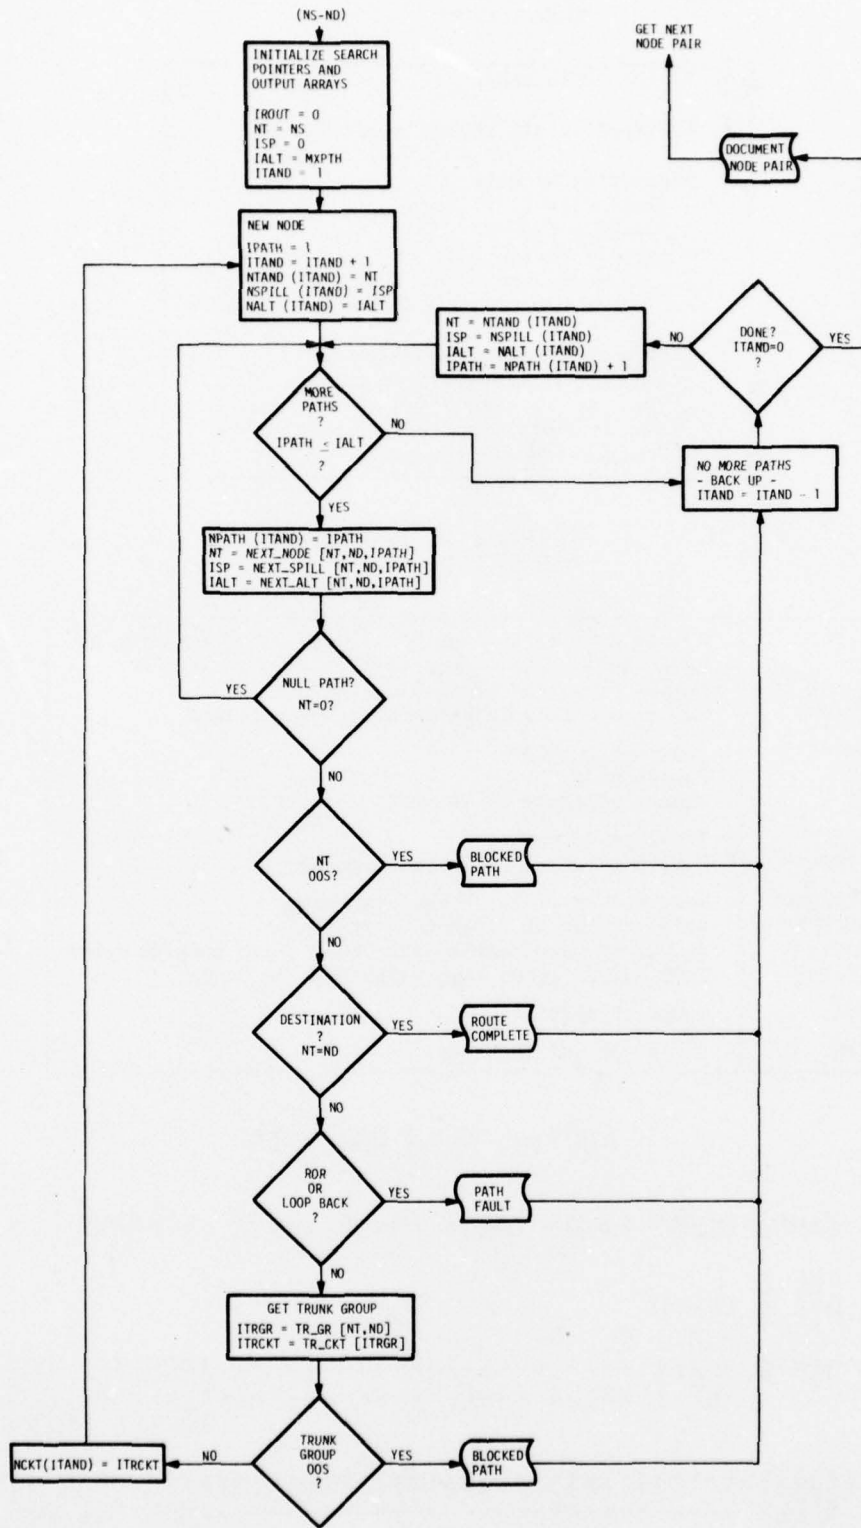 (NS-ND)
INITIALIZE SEARCH
POINTERS AND
OUTPUT ARRAYS
IROUT = 0
NT = NS
ISP = 0
IALT = MXPTH
ITAND = 1
GET NEXT
NODE PAIR
DOCUMENT
NODE PAIR
NEW NODE
IPATH = 1
ITAND = ITAND + 1
NTAND (ITAND) = NT
NSPILL (ITAND) = ISP
NALT (ITAND) = IALT
NT = NTAND (ITAND)
ISP = NSPILL (ITAND)
IALT = NALT (ITAND)
IPATH = NPATH (ITAND) + 1
NO
DONE?
ITAND=0
?
YES
MORE
PATHS
?
IPATH ≤ IALT
?
NO
YES
NO MORE PATHS
- BACK UP -
ITAND = ITAND - 1
NPATH (ITAND) = IPATH
NT = NEXT_NODE [NT,ND,IPATH]
ISP = NEXT_SPILL [NT,ND,IPATH]
IALT = NEXT_ALT [NT,ND,IPATH]
NULL PATH?
NT=0?
YES
NO
NT
OOS?
YES
BLOCKED
PATH
NO
DESTINATION
?
NT=ND
YES
ROUTE
COMPLETE
NO
ROR
OR
LOOP BACK
?
YES
PATH
FAULT
NO
GET TRUNK GROUP
ITRGR = TR_GR [NT,ND]
ITRCKT = TR_CKT [ITRGR]
TRUNK
GROUP
OOS
?
YES
BLOCKED
PATH
NO
NCKT(ITAND) = ITRCKT